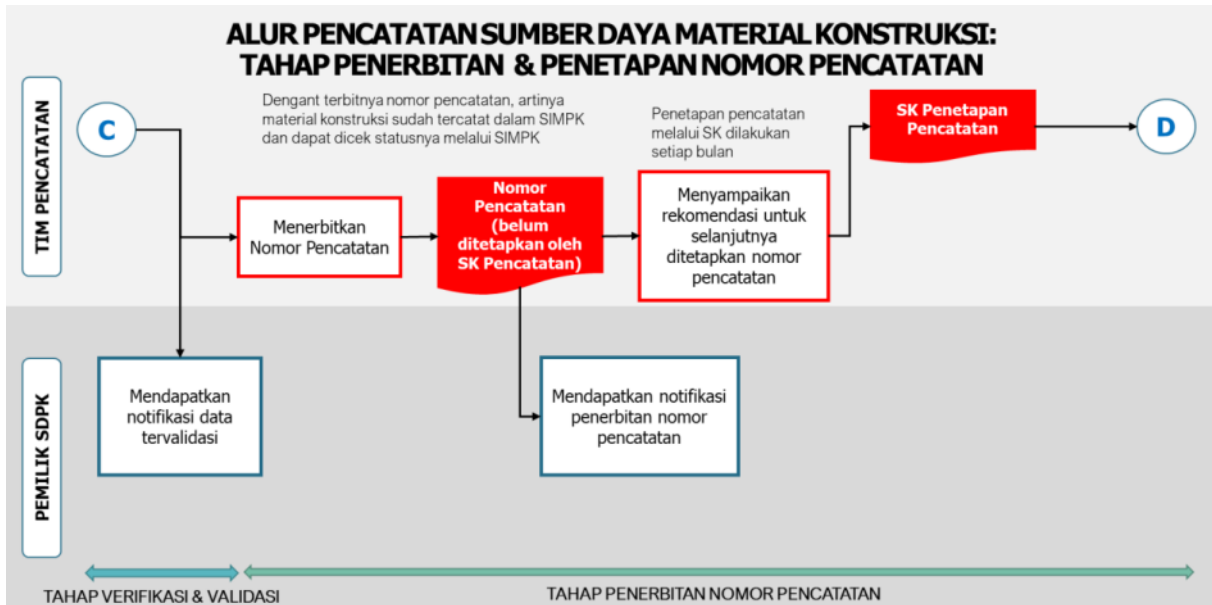 ALUR PENCATATAN SUMBER DAYA MATERIAL KONSTRUKSI:
TAHAP PENERBITAN & PENETAPAN NOMOR PENCATATAN
TIM PENCATATAN
C
Dengant terbitnya nomor pencatatan, artinya
material konstruksi sudah tercatat dalam SIMPK
dan dapat dicek statusnya melalui SIMPK
Penetapan pencatatan
melalui SK dilakukan
setiap bulan
SK Penetapan
Pencatatan
D
Menerbitkan
Nomor Pencatatan
Nomor
Pencatatan
(belum
ditetapkan oleh
SK Pencatatan)
Menyampaikan
rekomendasi untuk
selanjutnya
ditetapkan nomor
pencatatan
PEMILIK SDPK
Mendapatkan
notifikasi data
tervalidasi
Mendapatkan notifikasi
penerbitan nomor
pencatatan
TAHAP VERIFIKASI & VALIDASI
TAHAP PENERBITAN NOMOR PENCATATAN